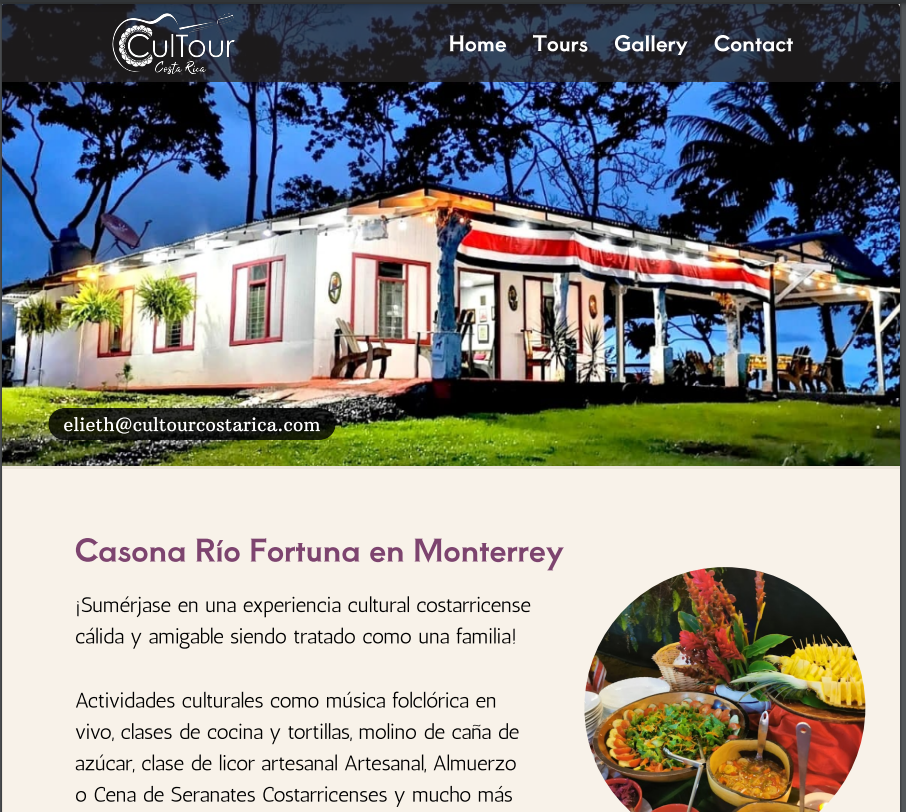 CulTour
Costa Rica
Home Tours Gallery Contact
elieth@cultourcostarica.com
Casona Río Fortuna en Monterrey
¡Sumérjase en una experiencia cultural costarricense
cálida y amigable siendo tratado como una familia!
Actividades culturales como música folclórica en
vivo, clases de cocina y tortillas, molino de caña de
azúcar, clase de licor artesanal Artesanal, Almuerzo
o Cena de Seranates Costarricenses y mucho más